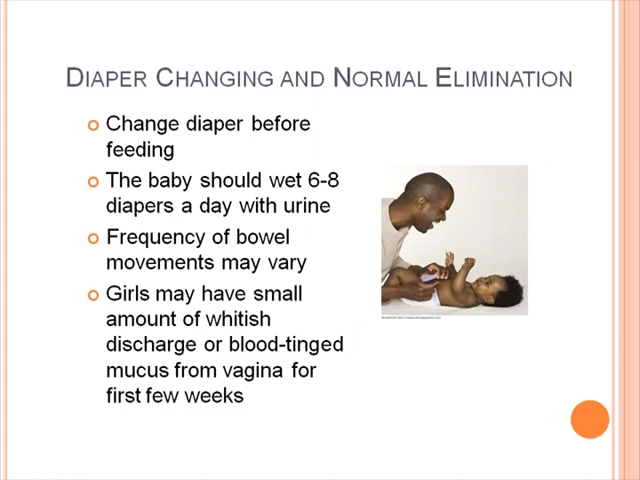 Diaper Changing and Normal Elimination
Change diaper before
feeding
The baby should wet 6-8
diapers a day with urine
Frequency of bowel
movements may vary
Girls may have small
amount of whitish
discharge or blood-tinged
mucus from vagina for
first few weeks